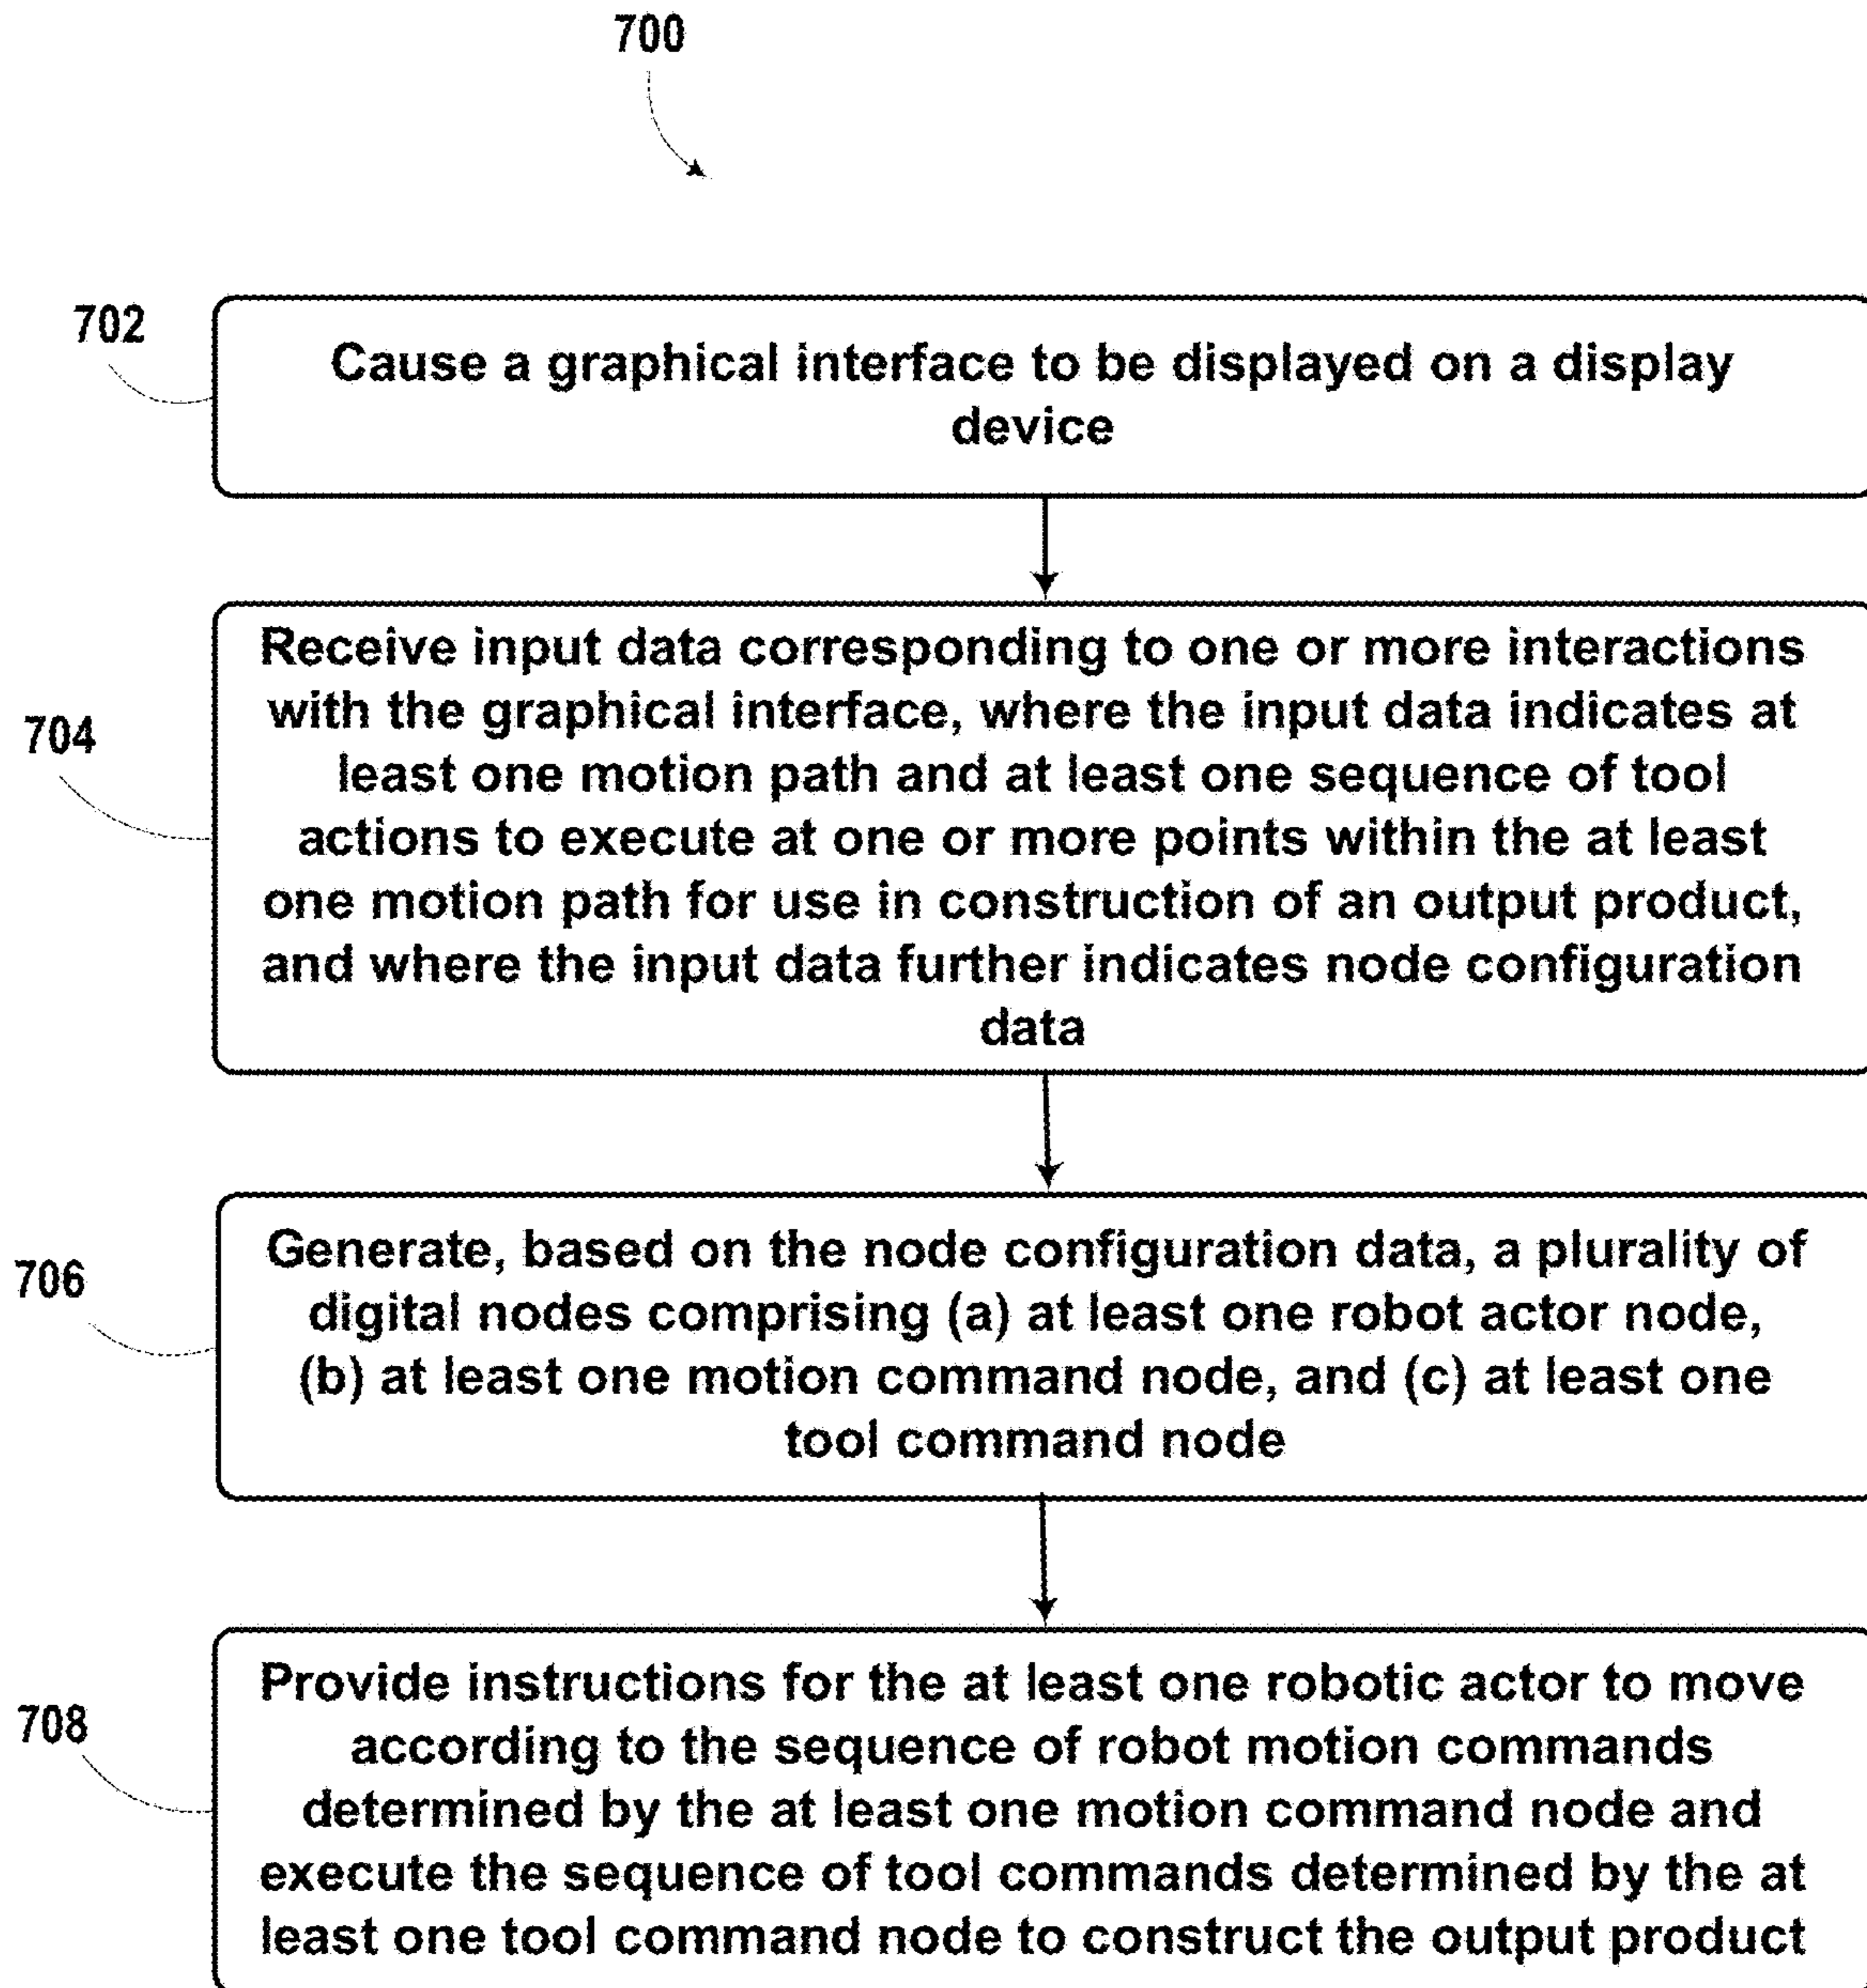 700
702
Cause a graphical interface to be displayed on a display
device
704
Receive input data corresponding to one or more interactions
with the graphical interface, where the input data indicates at
least one motion path and at least one sequence of tool
actions to execute at one or more points within the at least
one motion path for use in construction of an output product,
and where the input data further indicates node configuration
data
706
Generate, based on the node configuration data, a plurality of
digital nodes comprising (a) at least one robot actor node,
(b) at least one motion command node, and (c) at least one
tool command node
708
Provide instructions for the at least one robotic actor to move
according to the sequence of robot motion commands
determined by the at least one motion command node and
execute the sequence of tool commands determined by the at
least one tool command node to construct the output product